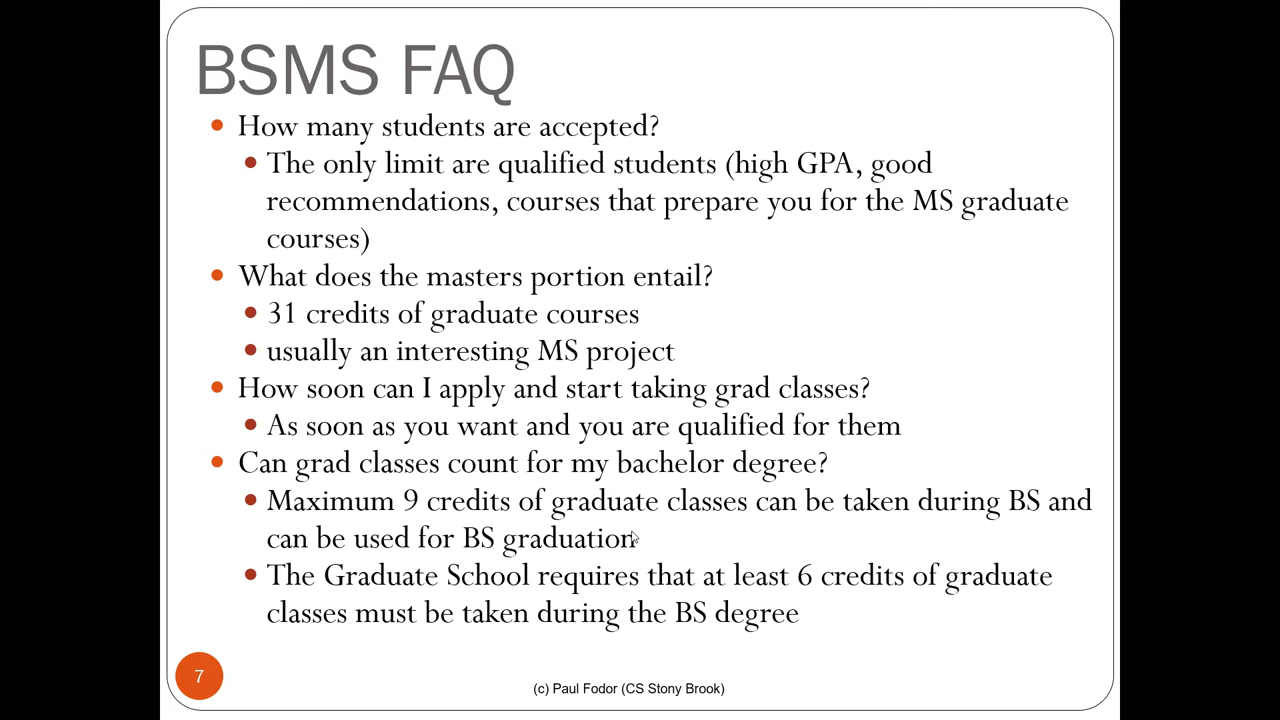 BSMS FAQ
How many students are accepted?
The only limit are qualified students (high GPA, good
recommendations, courses that prepare you for the MS graduate
courses)
What does the masters portion entail?
31 credits of graduate courses
usually an interesting MS project
How soon can I apply and start taking grad classes?
As soon as you want and you are qualified for them
Can grad classes count for my bachelor degree?
Maximum 9 credits of graduate classes can be taken during BS and
can be used for BS graduation
The Graduate School requires that at least 6 credits of graduate
classes must be taken during the BS degree
7
(c) Paul Fodor (CS Stony Brook)